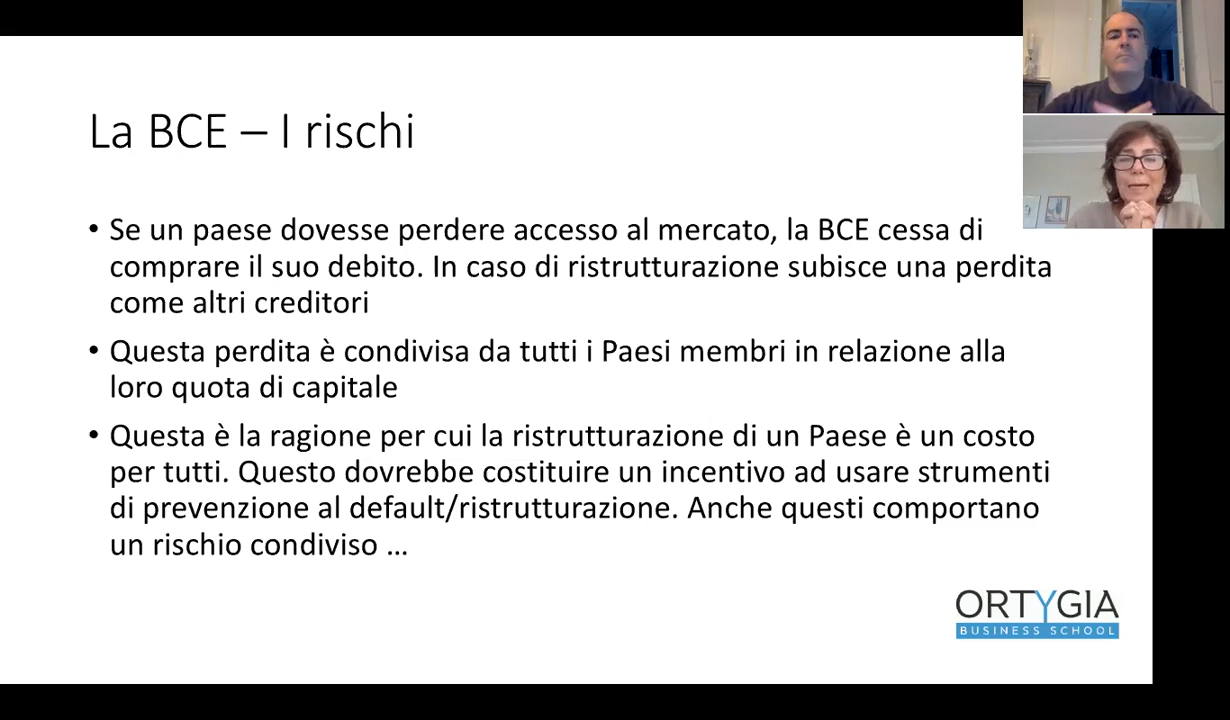 La BCE – I rischi
• Se un paese dovesse perdere accesso al mercato, la BCE cessa di
comprare il suo debito. In caso di ristrutturazione subisce una perdita
come altri creditori
• Questa perdita è condivisa da tutti i Paesi membri in relazione alla
loro quota di capitale
• Questa è la ragione per cui la ristrutturazione di un Paese è un costo
per tutti. Questo dovrebbe costituire un incentivo ad usare strumenti
di prevenzione al default/ristrutturazione. Anche questi comportano
un rischio condiviso …
ORTYGIA
BUSINESS SCHOOL